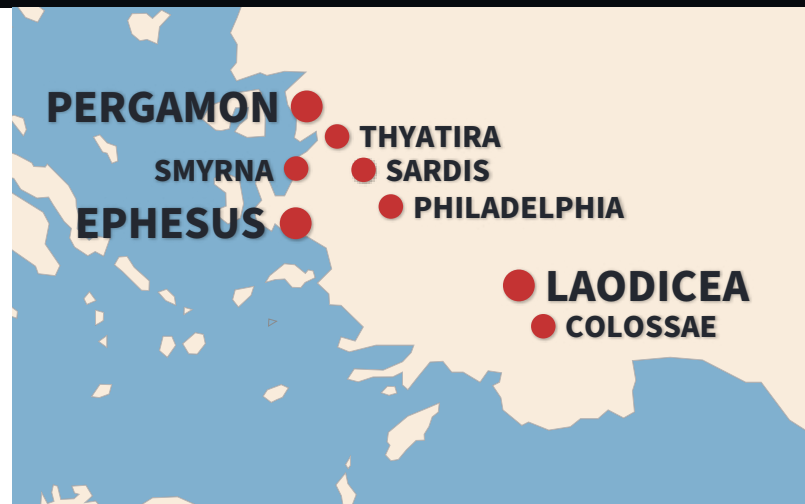 PERGAMON
THYATIRA
SMYRNA
SARDIS
PHILADELPHIA
EPHESUS
LAODICEA
COLOSSAE